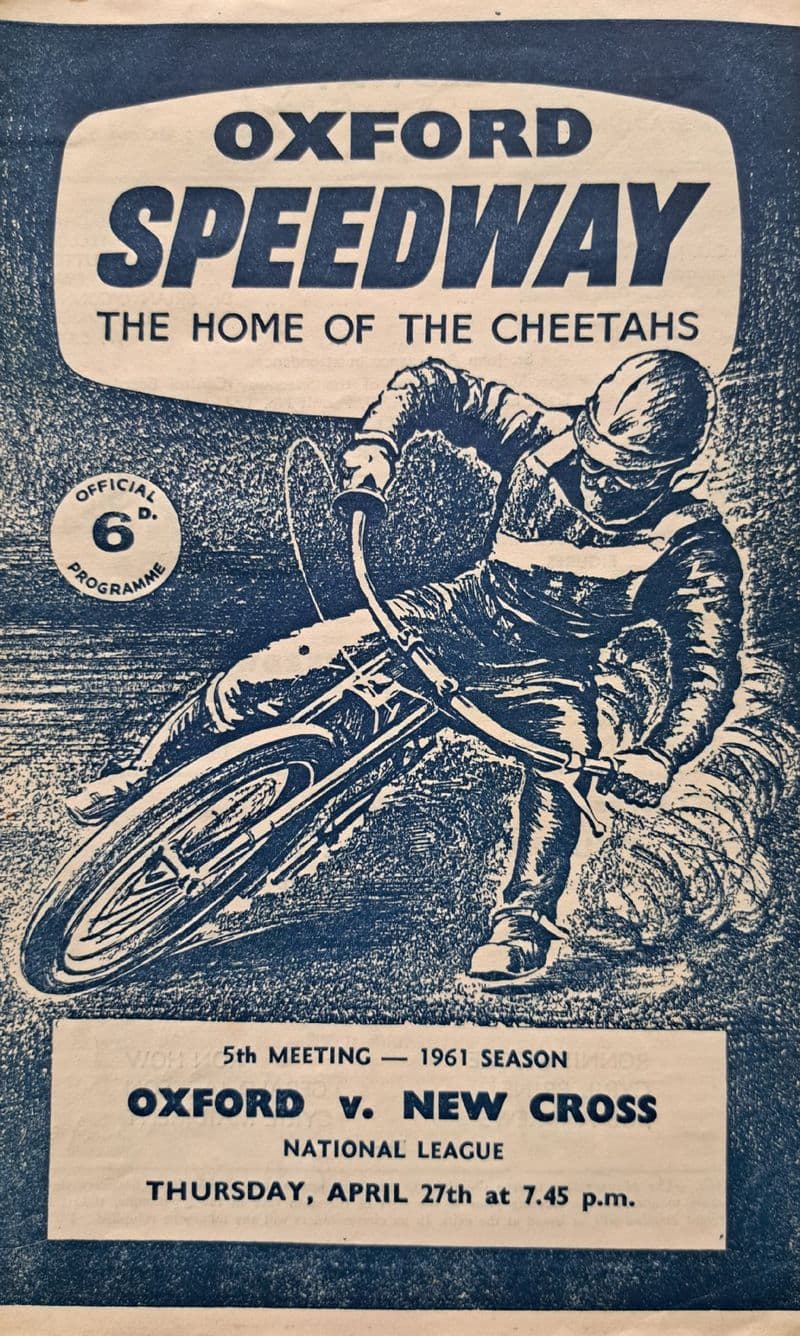 OXFORD
SPEEDWAY
THE HOME OF THE CHEETAHS
OFFICIAL
6D.
PROGRAMME
5th MEETING — 1961 SEASON
OXFORD v. NEW CROSS
NATIONAL LEAGUE
THURSDAY, APRIL 27th at 7.45 p.m.